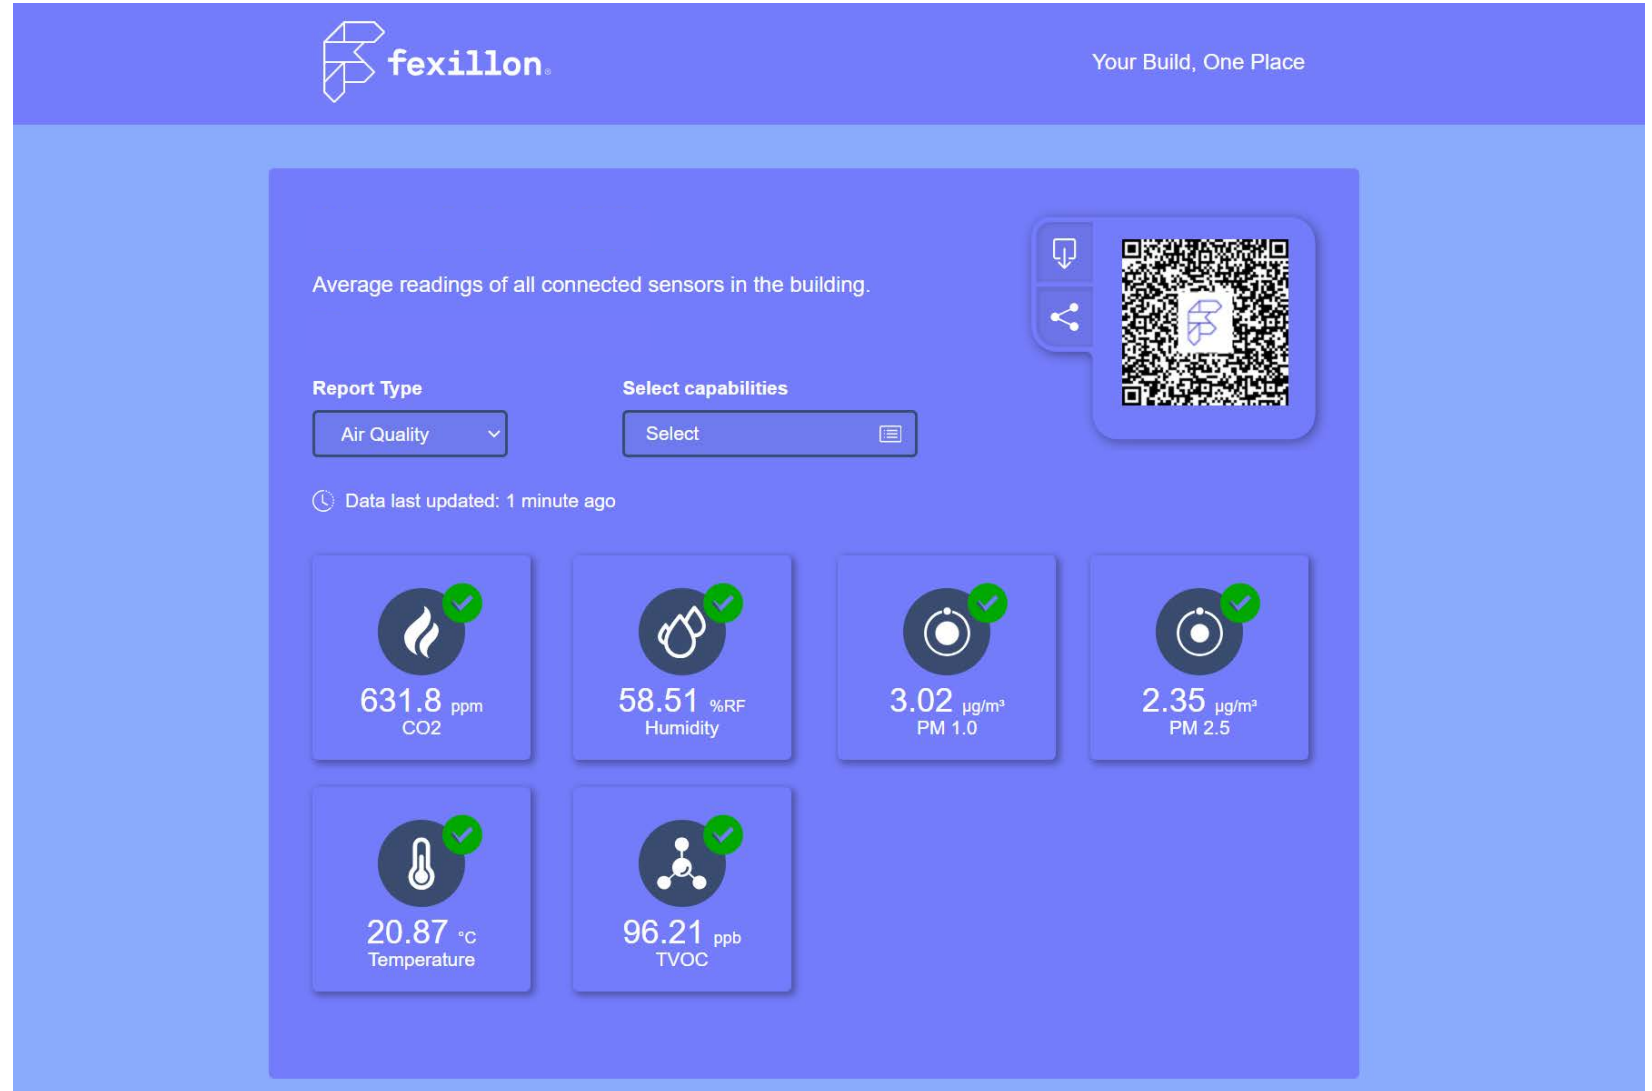 fexillon®
Your Build, One Place
Average readings of all connected sensors in the building.
Report Type
Select capabilities
Air Quality
Select
Data last updated: 1 minute ago
631.8 ppm
CO2
58.51 %RF
Humidity
3.02 µg/m³
PM 1.0
2.35 µg/m³
PM 2.5
20.87 °C
Temperature
96.21 ppb
TVOC